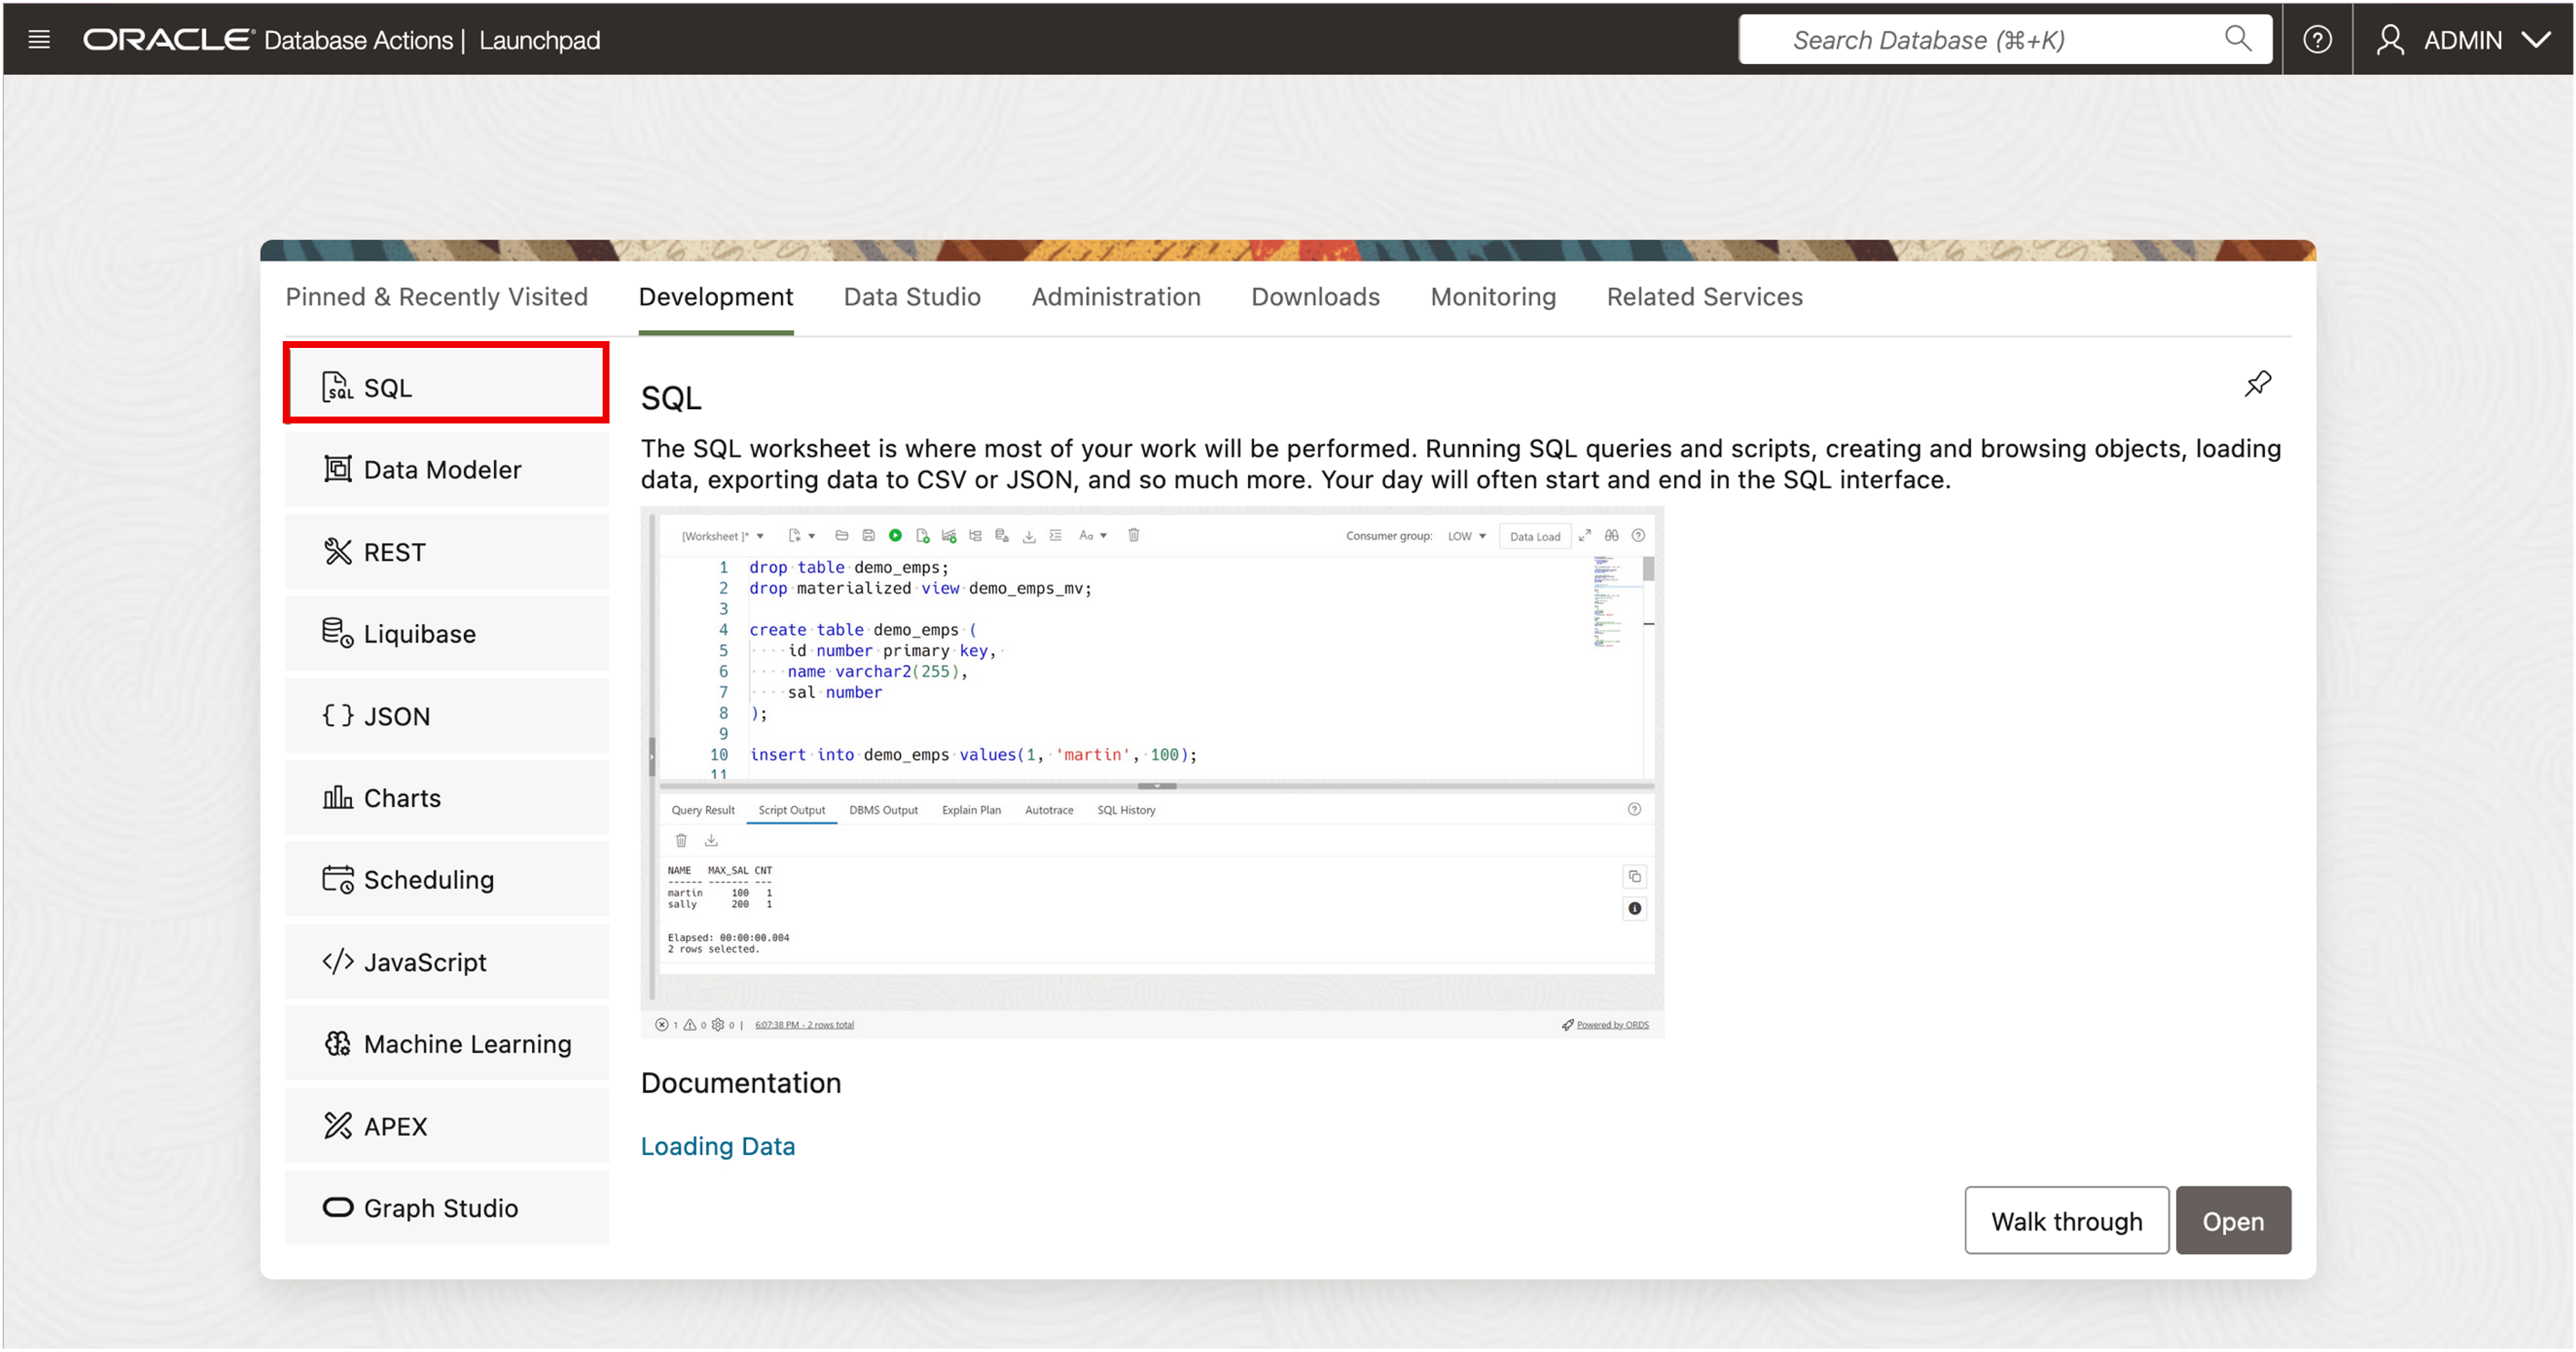 ORACLE Database Actions | Launchpad
Search Database (⌘+K)
ADMIN
Pinned & Recently Visited
Development
Data Studio
Administration
Downloads
Monitoring
Related Services
SQL
Data Modeler
REST
Liquibase
{ } JSON
Charts
Scheduling
</> JavaScript
Machine Learning
APEX
Graph Studio
SQL
The SQL worksheet is where most of your work will be performed. Running SQL queries and scripts, creating and browsing objects, loading
data, exporting data to CSV or JSON, and so much more. Your day will often start and end in the SQL interface.
[Worksheet ]*
Aa
Consumer group: LOW
Data Load
1 drop table demo_emps;
2 drop materialized view demo_emps_mv;
3
4 create table demo_emps (
5 id number primary key,
6 name varchar2(255),
7 sal number
8 );
9
10 insert into demo_emps values(1, 'martin', 100);
11
Query Result
Script Output
DBMS Output
Explain Plan
Autotrace
SQL History
NAME MAX_SAL CNT
------ ------- ---
martin 100 1
sally 200 1
Elapsed: 00:00:00.004
2 rows selected.
1 0 0 | 6:07:38 PM - 2 rows total
Powered by ORDS
Documentation
Loading Data
Walk through
Open